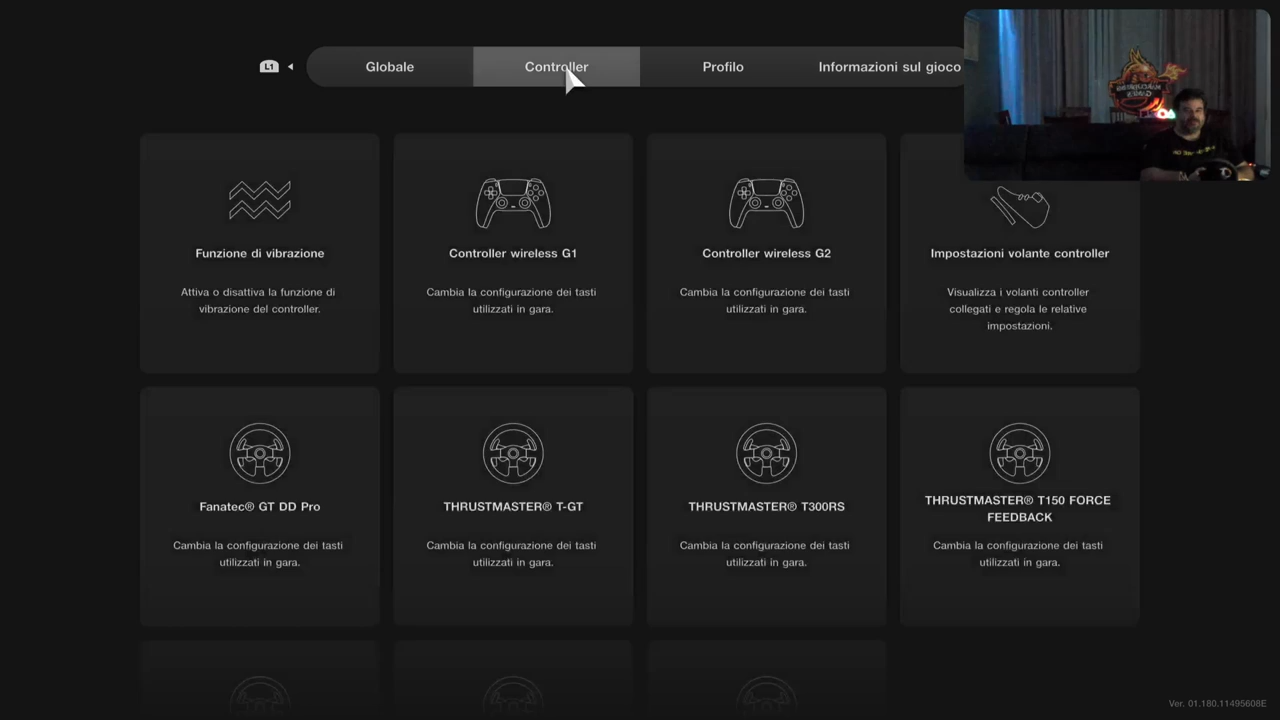 L1
Globale
Controller
Profilo
Informazioni sul gioco
Funzione di vibrazione
Attiva o disattiva la funzione di
vibrazione del controller.
Controller wireless G1
Cambia la configurazione dei tasti
utilizzati in gara.
Controller wireless G2
Cambia la configurazione dei tasti
utilizzati in gara.
Impostazioni volante controller
Visualizza i volanti controller
collegati e regola le relative
impostazioni.
Fanatec® GT DD Pro
Cambia la configurazione dei tasti
utilizzati in gara.
THRUSTMASTER® T-GT
Cambia la configurazione dei tasti
utilizzati in gara.
THRUSTMASTER® T300RS
Cambia la configurazione dei tasti
utilizzati in gara.
THRUSTMASTER® T150 FORCE
FEEDBACK
Cambia la configurazione dei tasti
utilizzati in gara.
Ver. 01.180.11495608E